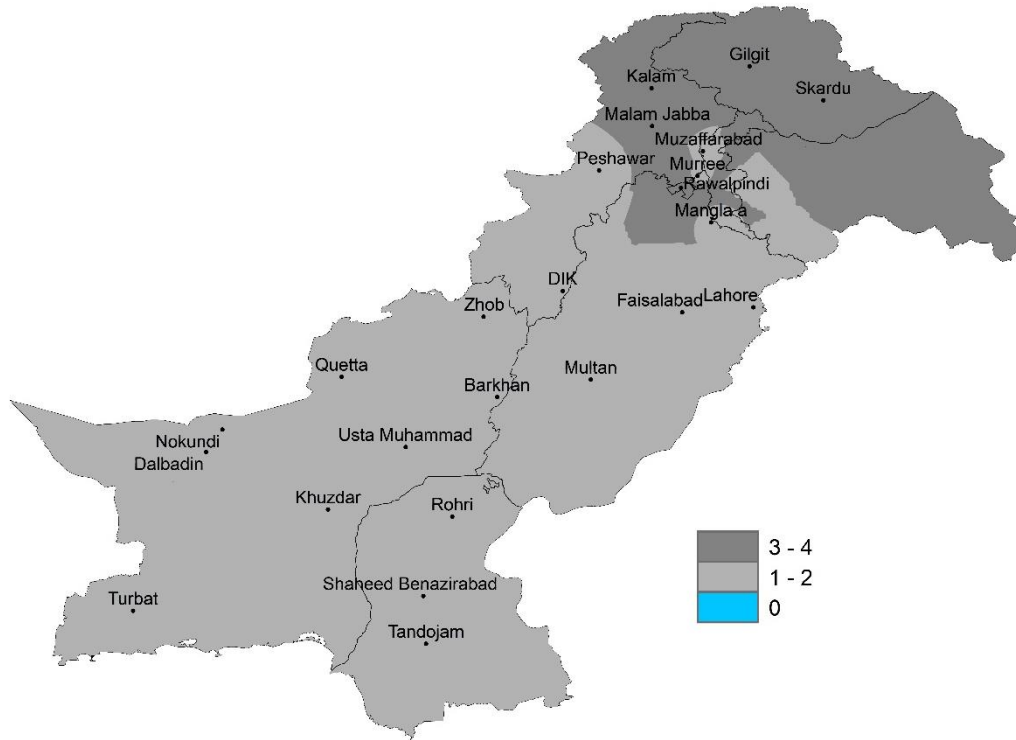 Gilgit
Kalam
Skardu
Malam Jabba
Muzaffarabad
Peshawar
Murree
Rawalpindi
Mangla a
DIK
Zhob
Faisalabad
Lahore
Quetta
Multan
Barkhan
Nokundi
Usta Muhammad
Dalbadin
Khuzdar
Rohri
3 - 4
1 - 2
Shaheed Benazirabad
0
Turbat
Tandojam